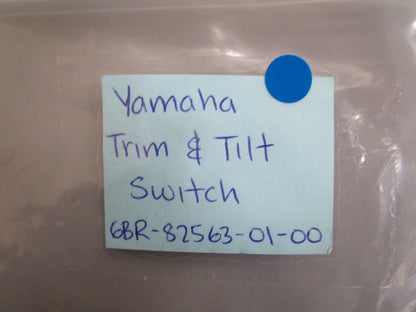 Yamaha
Trim & Tilt
Switch
6BR-82563-01-00